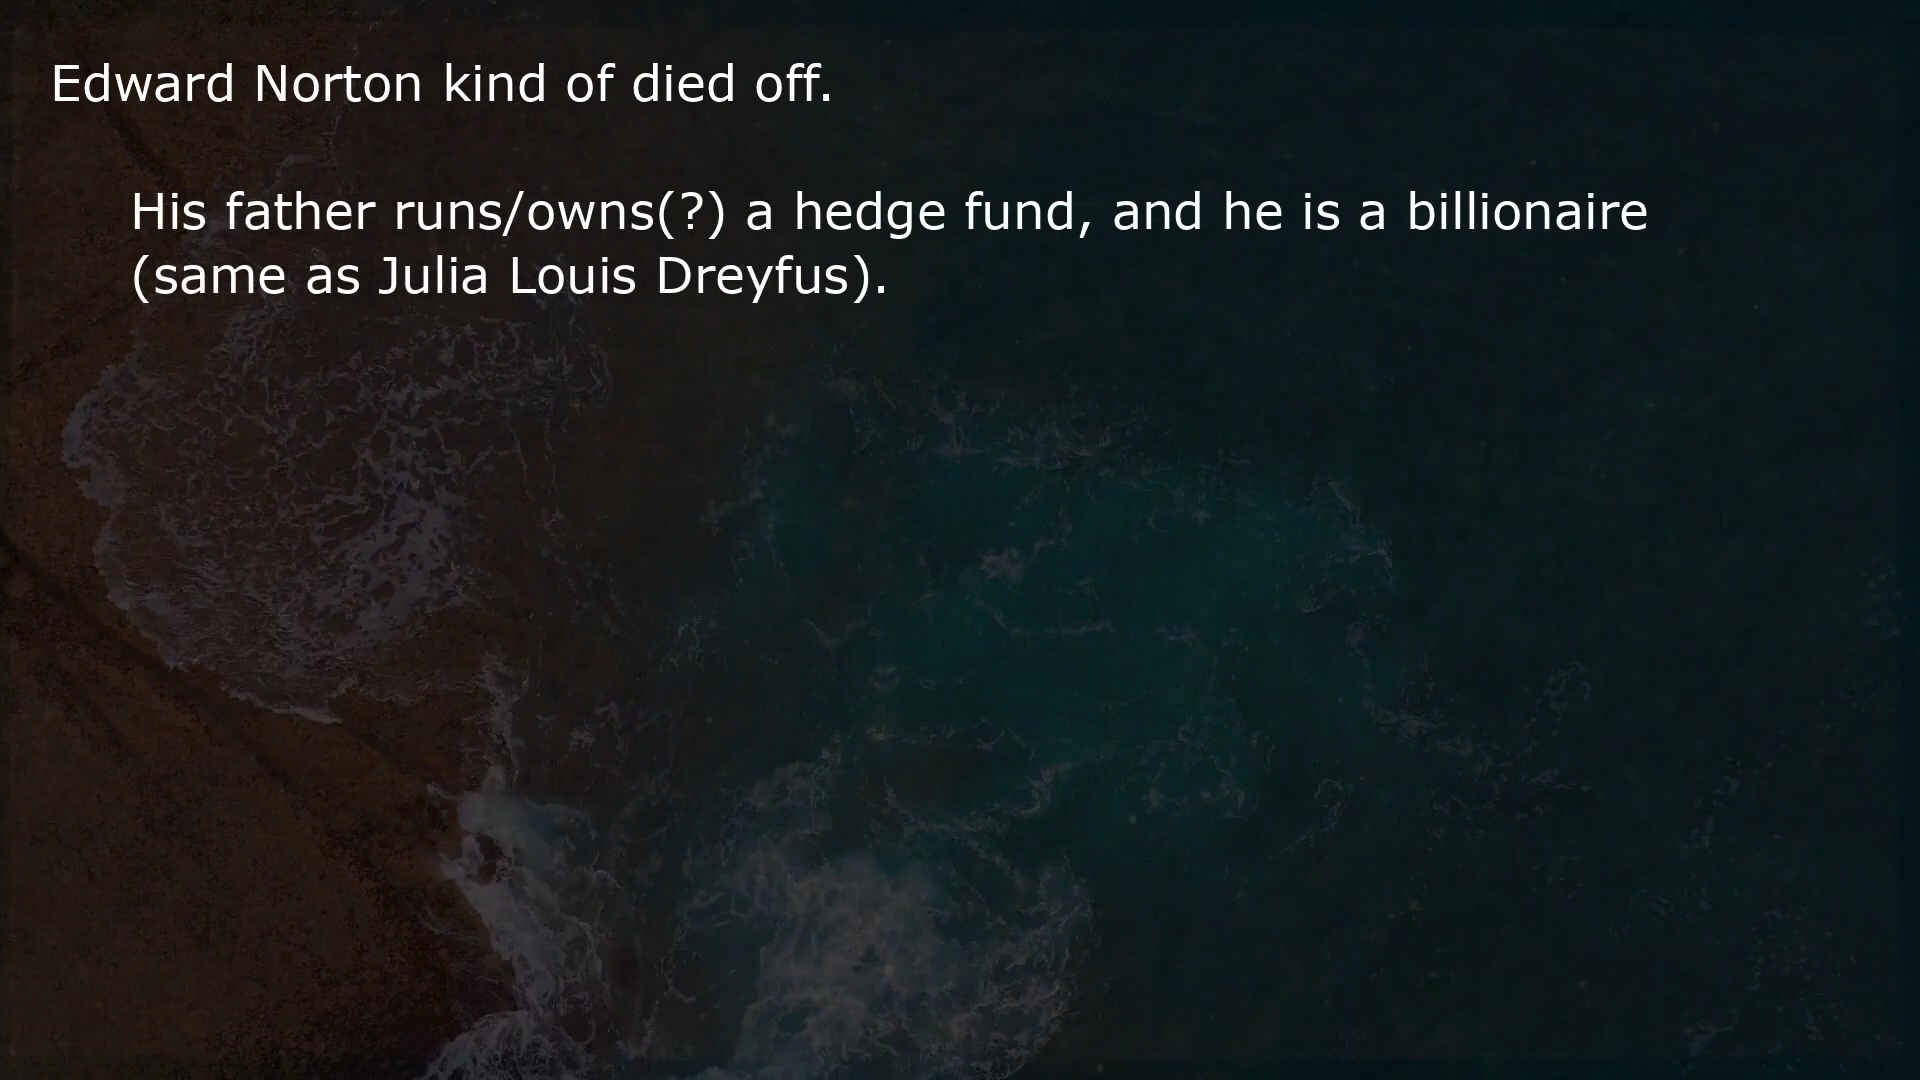 Edward Norton kind of died off.
His father runs/owns(?) a hedge fund, and he is a billionaire
(same as Julia Louis Dreyfus).